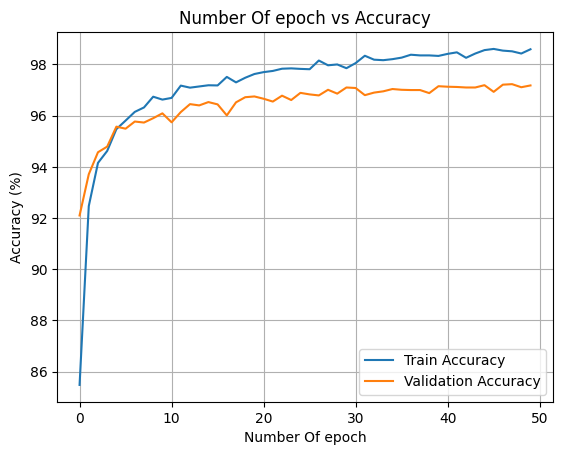 Number Of epoch vs Accuracy
Accuracy (%)
98
96
94
92
90
88
86
0 10 20 30 40 50
Number Of epoch
Train Accuracy
Validation Accuracy